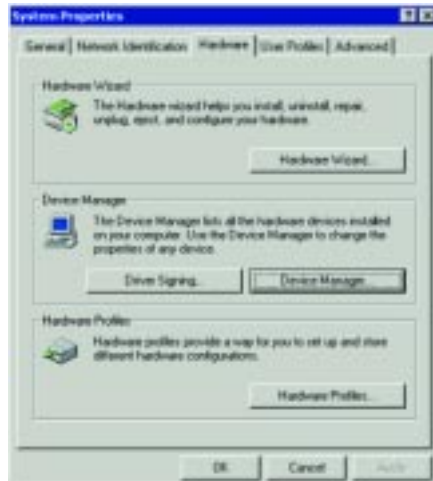 System Properties
General
Network Identification
Hardware
User Profiles
Advanced
Hardware Wizard
The Hardware wizard helps you install, uninstall, repair,
unplug, eject, and configure your hardware.
Hardware Wizard...
Device Manager
The Device Manager lists all the hardware devices installed
on your computer. Use the Device Manager to change the
properties of any device.
Driver Signing...
Device Manager...
Hardware Profiles
Hardware profiles provide a way for you to set up and store
different hardware configurations.
Hardware Profiles...
OK
Cancel
Apply